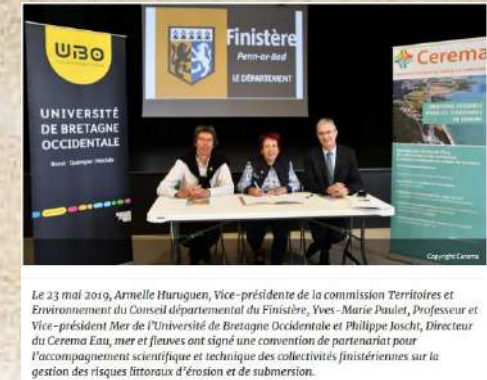 UBO
UNIVERSITÉ
DE BRETAGNE
OCCIDENTALE
Finistère
Penn-ar-Bed
LE DÉPARTEMENT
Cerema
Copyright Cerema
Le 23 mai 2019, Armelle Huruguen, Vice-présidente de la commission Territoires et
Environnement du Conseil départemental du Finistère, Yves-Marie Paulet, Professeur et
Vice-président Mer de l'Université de Bretagne Occidentale et Philippe Joscht, Directeur
du Cerema Eau, mer et fleuves ont signé une convention de partenariat pour
l'accompagnement scientifique et technique des collectivités finistériennes sur la
gestion des risques littoraux d'érosion et de submersion.